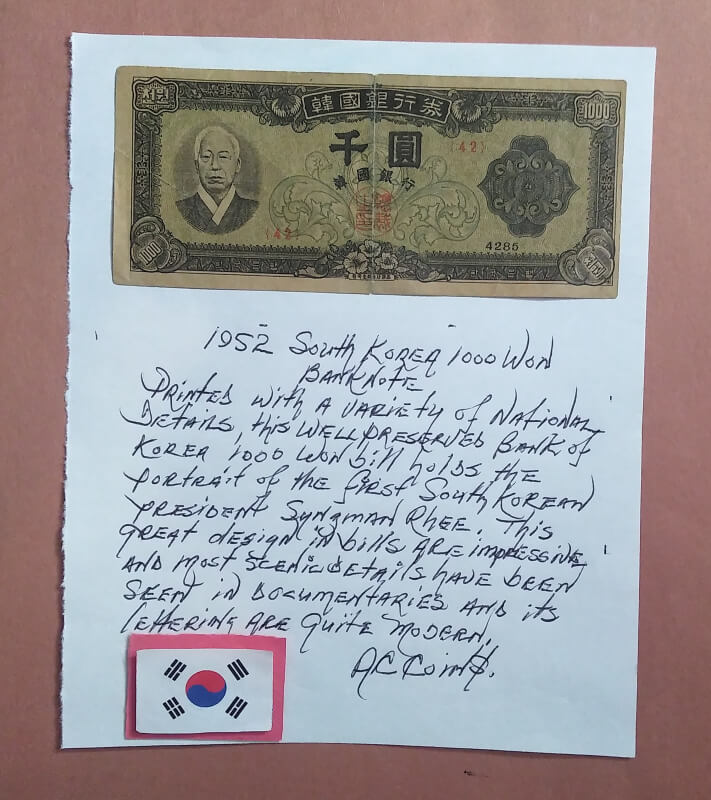 韓國銀行券
1000
千圓
{42}
韓國銀行
{42}
4285
1000
1952 South Korea 1000 Won
Banknote
Printed with a variety of National
Details, this well preserved Bank of
Korea 1000 Won bill holds the
portrait of the first South Korean
president Syngman Rhee. This
great design in bills are impressive
and most scenic details have been
seen in documentaries and its
lettering are quite modern.
AC Coin$.